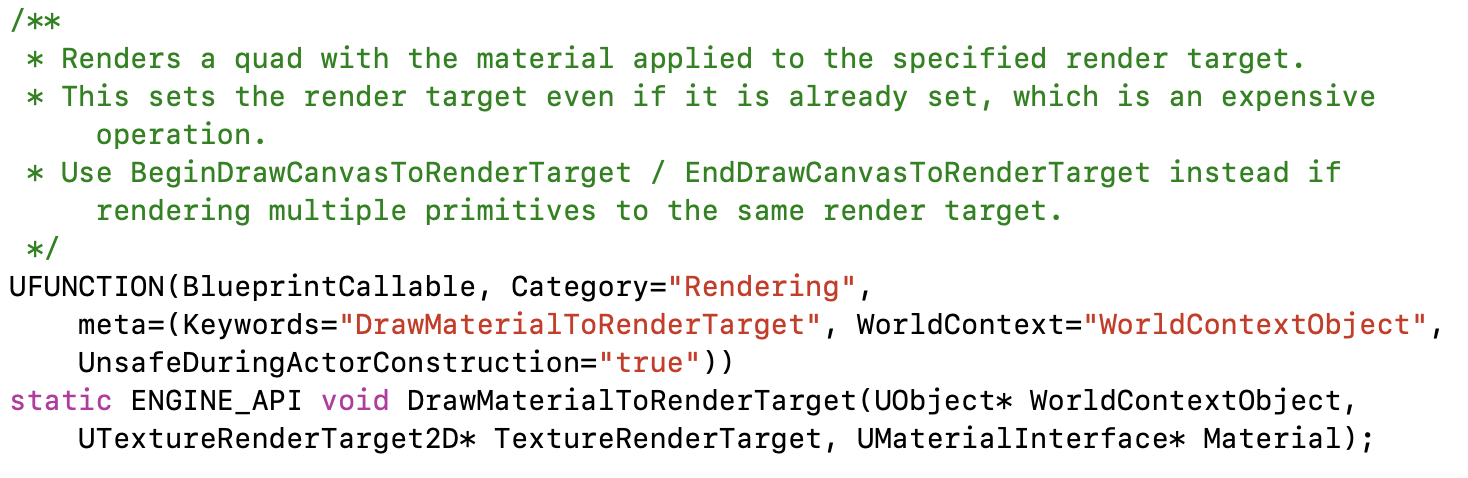 /**
 * Renders a quad with the material applied to the specified render target.
 * This sets the render target even if it is already set, which is an expensive
     operation.
 * Use BeginDrawCanvasToRenderTarget / EndDrawCanvasToRenderTarget instead if
     rendering multiple primitives to the same render target.
 */
UFUNCTION(BlueprintCallable, Category="Rendering",
    meta=(Keywords="DrawMaterialToRenderTarget", WorldContext="WorldContextObject",
    UnsafeDuringActorConstruction="true"))
static ENGINE_API void DrawMaterialToRenderTarget(UObject* WorldContextObject,
    UTextureRenderTarget2D* TextureRenderTarget, UMaterialInterface* Material);